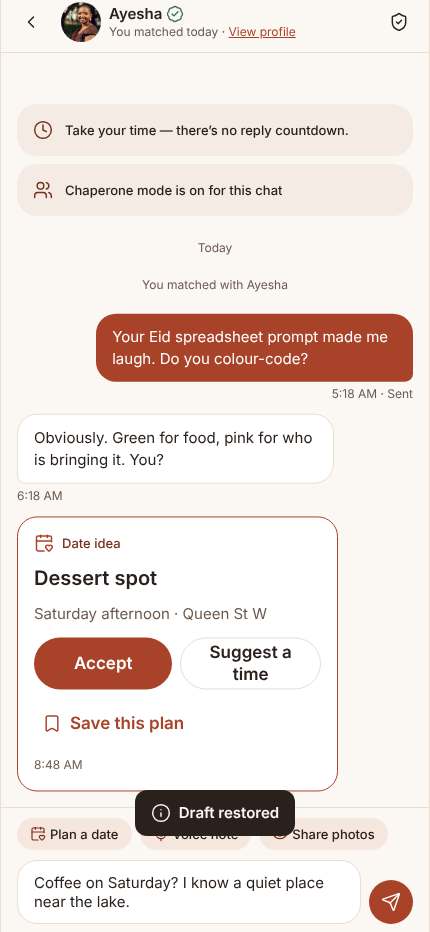 Ayesha
You matched today · View profile
Take your time — there's no reply countdown.
Chaperone mode is on for this chat
Today
You matched with Ayesha
Your Eid spreadsheet prompt made me
laugh. Do you colour-code?
5:18 AM · Sent
Obviously. Green for food, pink for who
is bringing it. You?
6:18 AM
Date idea
Dessert spot
Saturday afternoon · Queen St W
Accept
Suggest a
time
Save this plan
8:48 AM
Draft restored
Plan a date
Voice note
Share photos
Coffee on Saturday? I know a quiet place
near the lake.